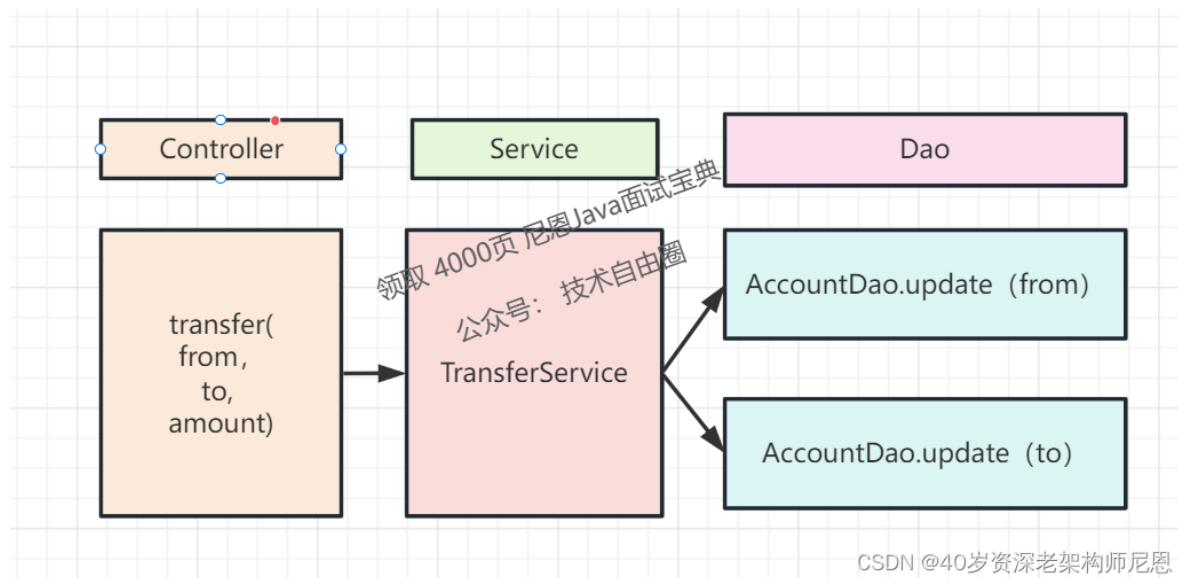 Controller
Service
Dao
领取 4000页 尼恩Java面试宝典
公众号： 技术自由圈
transfer(
from，
to,
amount)
TransferService
AccountDao.update（from）
AccountDao.update（to）
CSDN @40岁资深老架构师尼恩